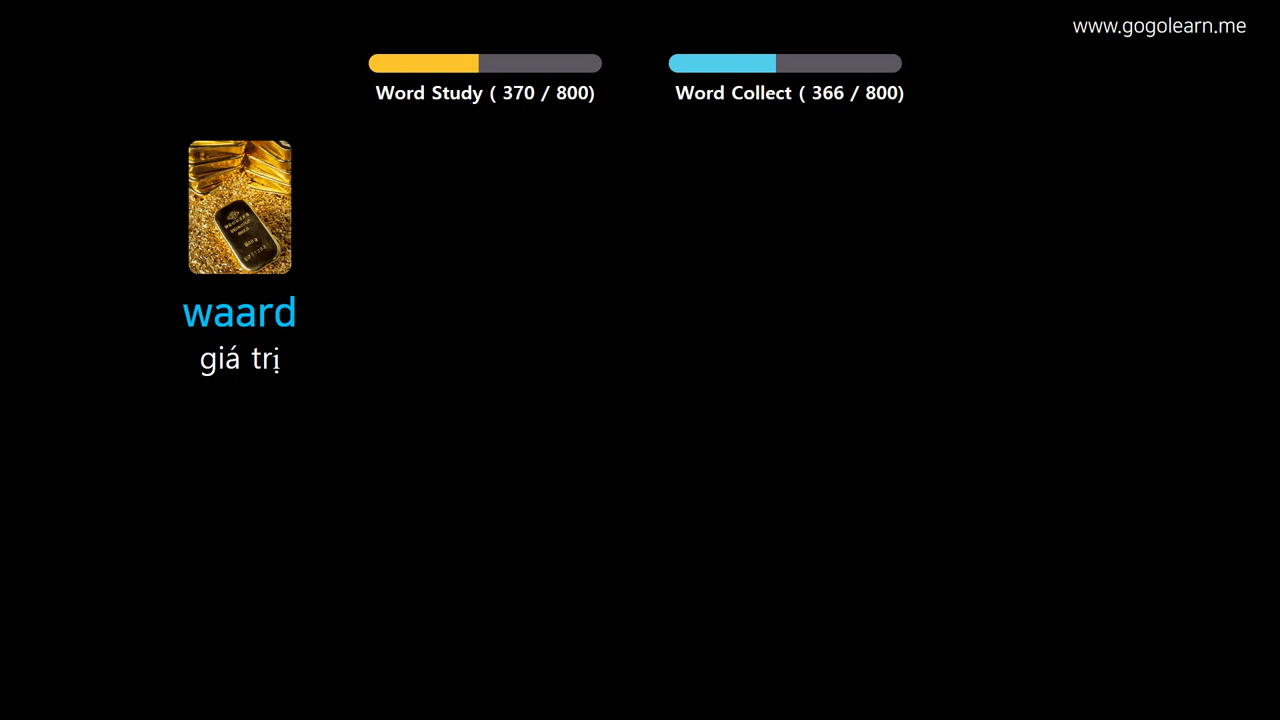 www.gogolearn.me
Word Study ( 370 / 800)
Word Collect ( 366 / 800)
waard
giá trị